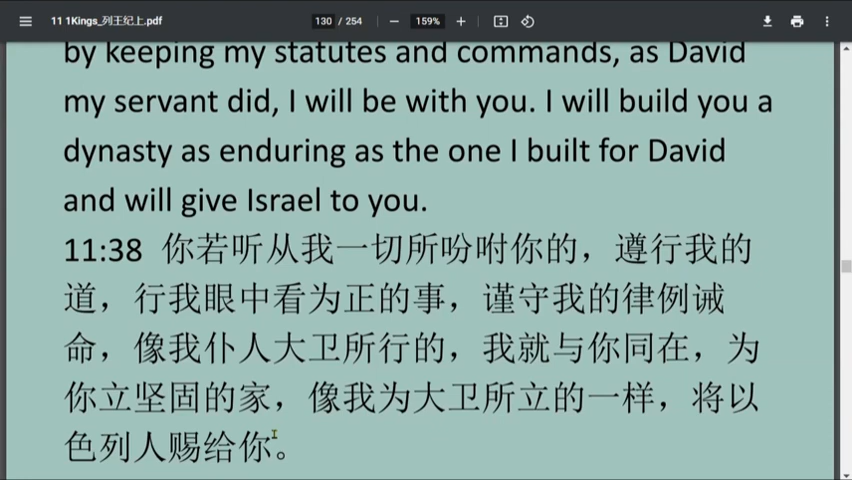 11 1Kings_列王纪上.pdf
130 / 254
159%
by keeping my statutes and commands, as David
my servant did, I will be with you. I will build you a
dynasty as enduring as the one I built for David
and will give Israel to you.
11:38 你若听从我一切所吩咐你的，遵行我的
道，行我眼中看为正的事，谨守我的律例诫
命，像我仆人大卫所行的，我就与你同在，为
你立坚固的家，像我为大卫所立的一样，将以
色列人赐给你。